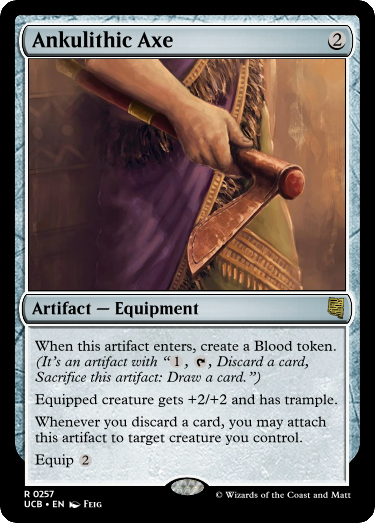 Ankulithic Axe 2
Artifact — Equipment
When this artifact enters, create a Blood token.
(It's an artifact with “1, , Discard a card,
Sacrifice this artifact: Draw a card.”)
Equipped creature gets +2/+2 and has trample.
Whenever you discard a card, you may attach
this artifact to target creature you control.
Equip 2
R 0257
UCB • EN Feig
© Wizards of the Coast and Matt